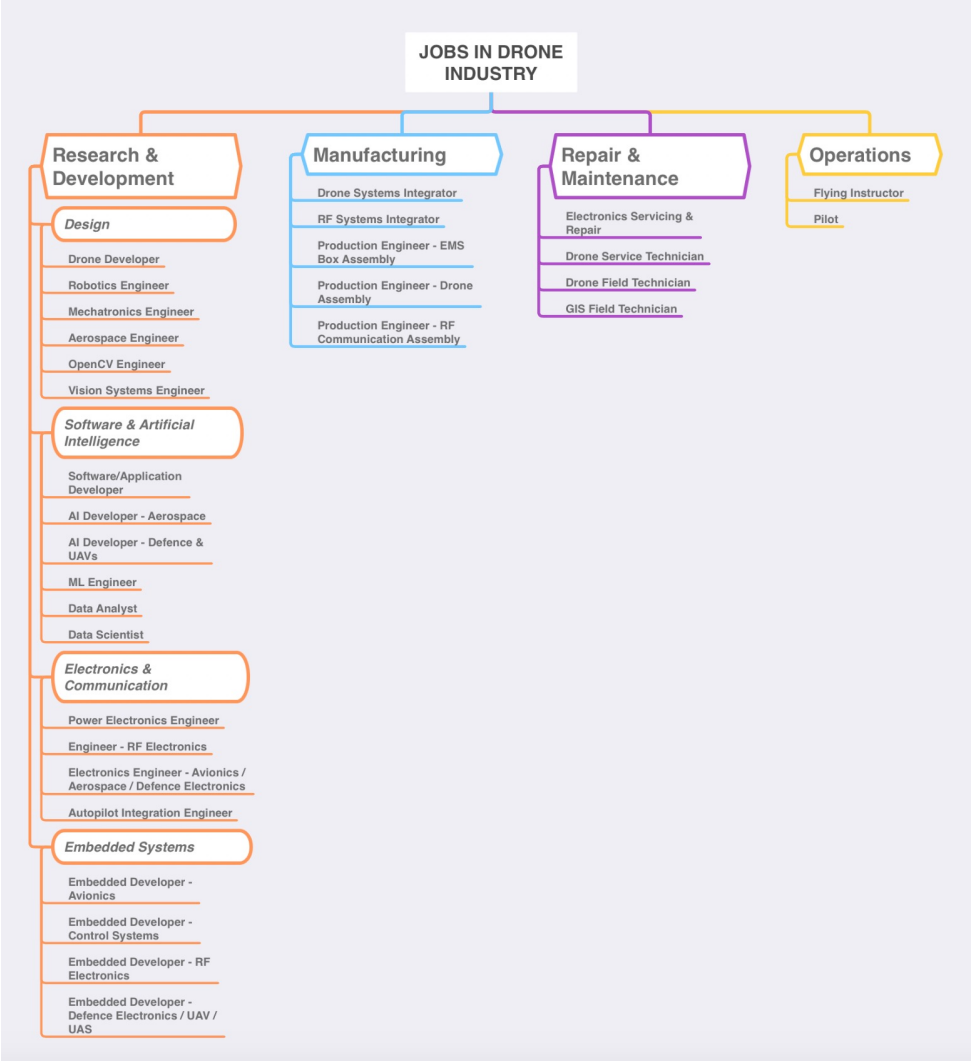 JOBS IN DRONE
INDUSTRY
Research &
Development
Design
Drone Developer
Robotics Engineer
Mechatronics Engineer
Aerospace Engineer
OpenCV Engineer
Vision Systems Engineer
Software & Artificial
Intelligence
Software/Application
Developer
AI Developer - Aerospace
AI Developer - Defence &
UAVs
ML Engineer
Data Analyst
Data Scientist
Electronics &
Communication
Power Electronics Engineer
Engineer - RF Electronics
Electronics Engineer - Avionics /
Aerospace / Defence Electronics
Autopilot Integration Engineer
Embedded Systems
Embedded Developer -
Avionics
Embedded Developer -
Control Systems
Embedded Developer - RF
Electronics
Embedded Developer -
Defence Electronics / UAV /
UAS
Manufacturing
Drone Systems Integrator
RF Systems Integrator
Production Engineer - EMS
Box Assembly
Production Engineer - Drone
Assembly
Production Engineer - RF
Communication Assembly
Repair &
Maintenance
Electronics Servicing &
Repair
Drone Service Technician
Drone Field Technician
GIS Field Technician
Operations
Flying Instructor
Pilot